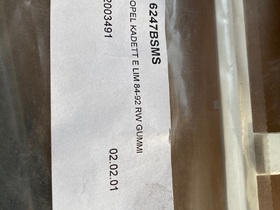 6247BSMS
OPEL KADETT E LIM 84-92 RW GUMMI
2003491
02.02.01